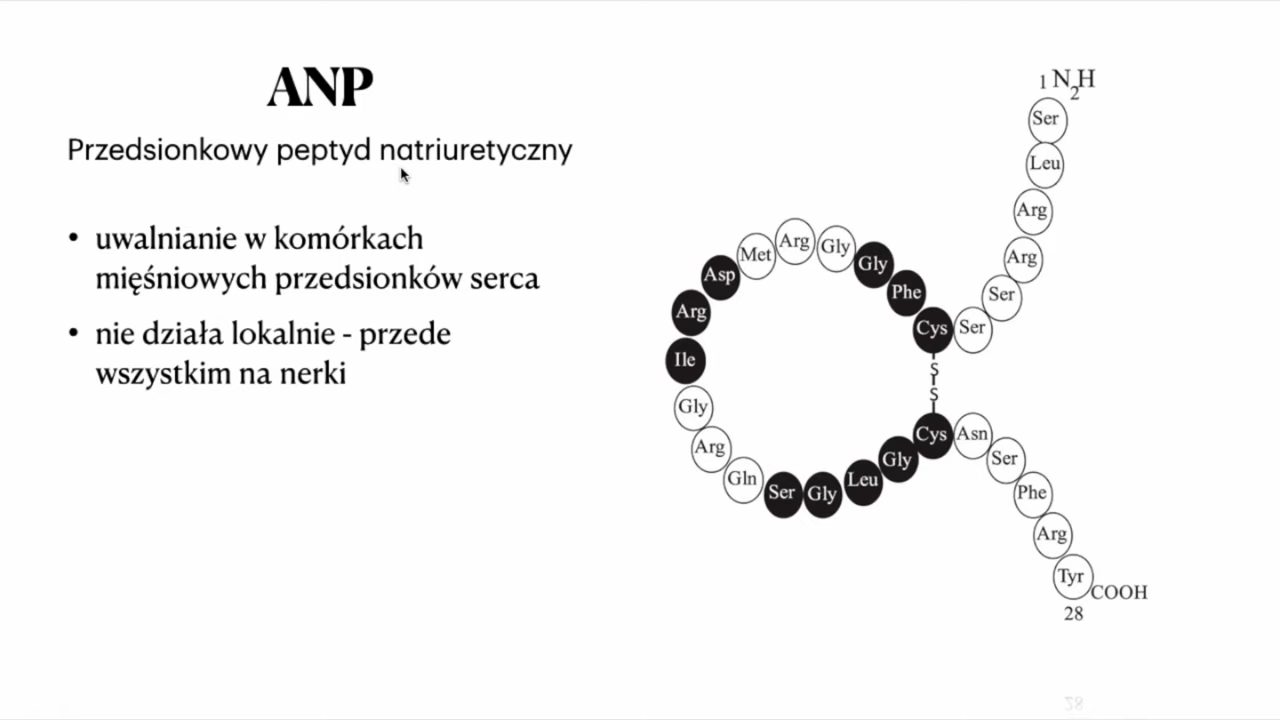 ANP
Przedsionkowy peptyd natriuretyczny
• uwalnianie w komórkach
mięśniowych przedsionków serca
• nie działa lokalnie - przede
wszystkim na nerki
1 N2H
Ser
Leu
Arg
Arg
Ser
Ser
Cys
Phe
Gly
Gly
Arg
Met
Asp
Arg
Ile
Gly
Arg
Gln
Ser
Gly
Leu
Gly
Cys
S
S
Asn
Ser
Phe
Arg
Tyr
COOH
28
28